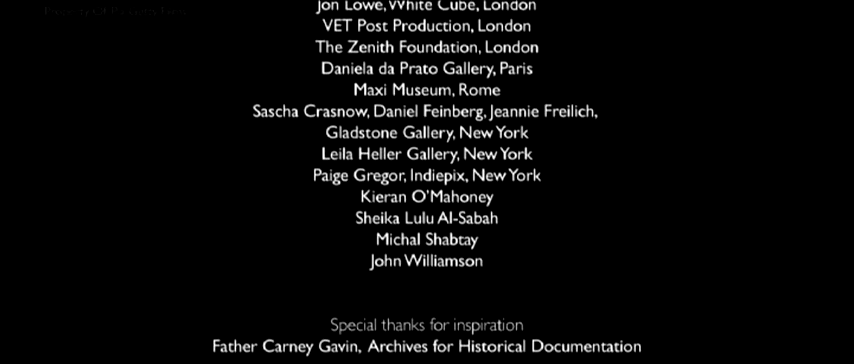 Jon Lowe, White Cube, London
VET Post Production, London
The Zenith Foundation, London
Daniela da Prato Gallery, Paris
Maxi Museum, Rome
Sascha Crasnow, Daniel Feinberg, Jeannie Freilich,
Gladstone Gallery, New York
Leila Heller Gallery, New York
Paige Gregor, Indiepix, New York
Kieran O'Mahoney
Sheika Lulu Al-Sabah
Michal Shabtay
John Williamson
Special thanks for inspiration
Father Carney Gavin, Archives for Historical Documentation